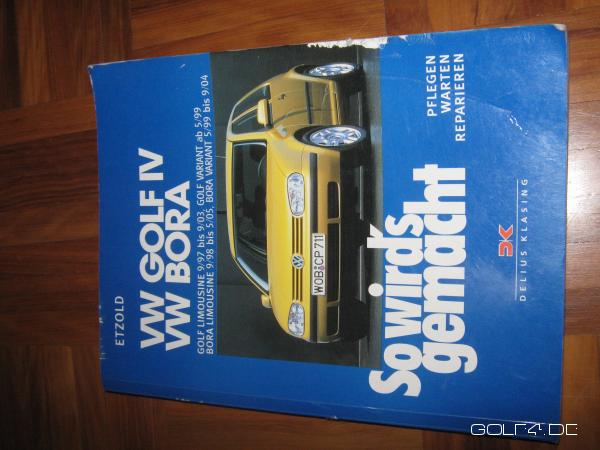 ETZOLD
VW GOLF IV
VW BORA
GOLF LIMOUSINE 9/97 bis 9/03, GOLF VARIANT ab 5/99
BORA LIMOUSINE 9/98 bis 5/05, BORA VARIANT 5/99 bis 9/04
WOB CP 711
So wird's
gemacht
PFLEGEN
WARTEN
REPARIEREN
DK
DELIUS KLASING
GOLF4.DE